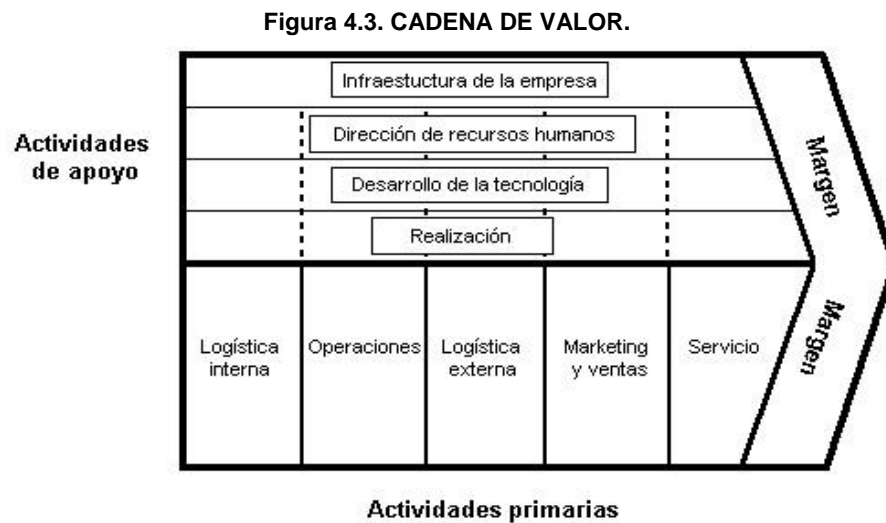 Figura 4.3. CADENA DE VALOR.
Infraestuctura de la empresa
Actividades
de apoyo
Dirección de recursos humanos
Desarrollo de la tecnología
Realización
Margen
Margen
Logística
interna
Operaciones
Logística
externa
Marketing
y ventas
Servicio
Actividades primarias